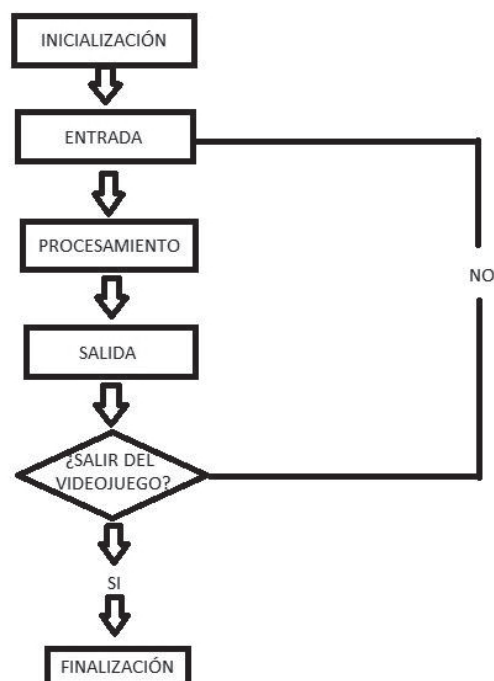 INICIALIZACIÓN
ENTRADA
PROCESAMIENTO
NO
SALIDA
¿SALIR DEL
VIDEOJUEGO?
SI
FINALIZACIÓN